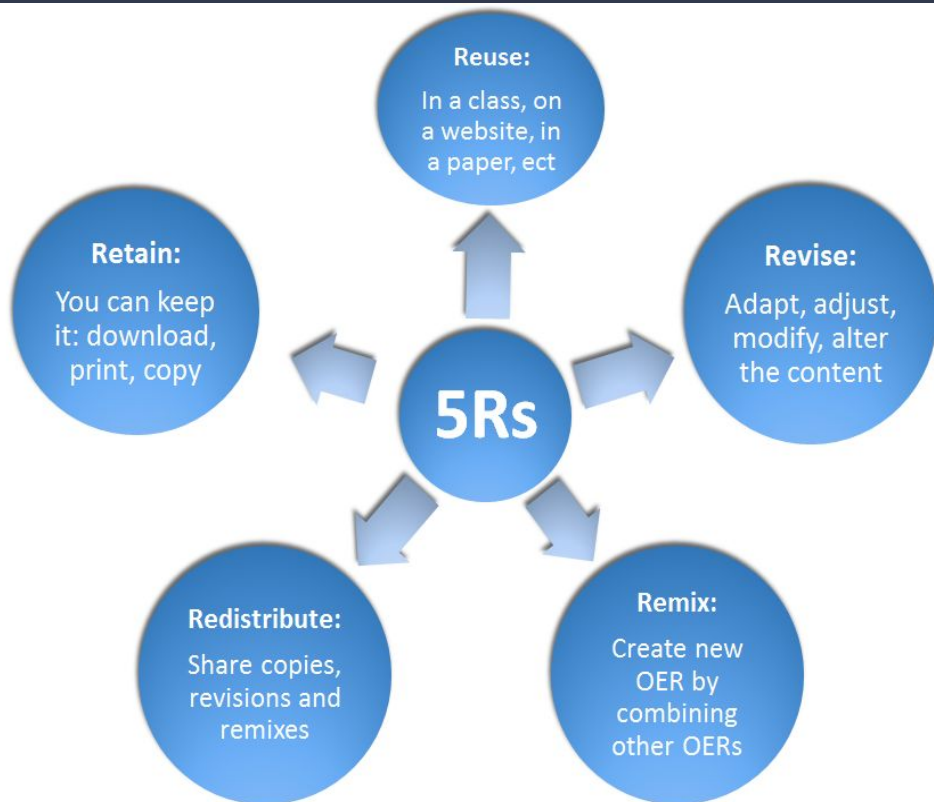 Reuse:
In a class, on
a website, in
a paper, ect
Retain:
You can keep
it: download,
print, copy
Revise:
Adapt, adjust,
modify, alter
the content
5Rs
Redistribute:
Share copies,
revisions and
remixes
Remix:
Create new
OER by
combining
other OERs